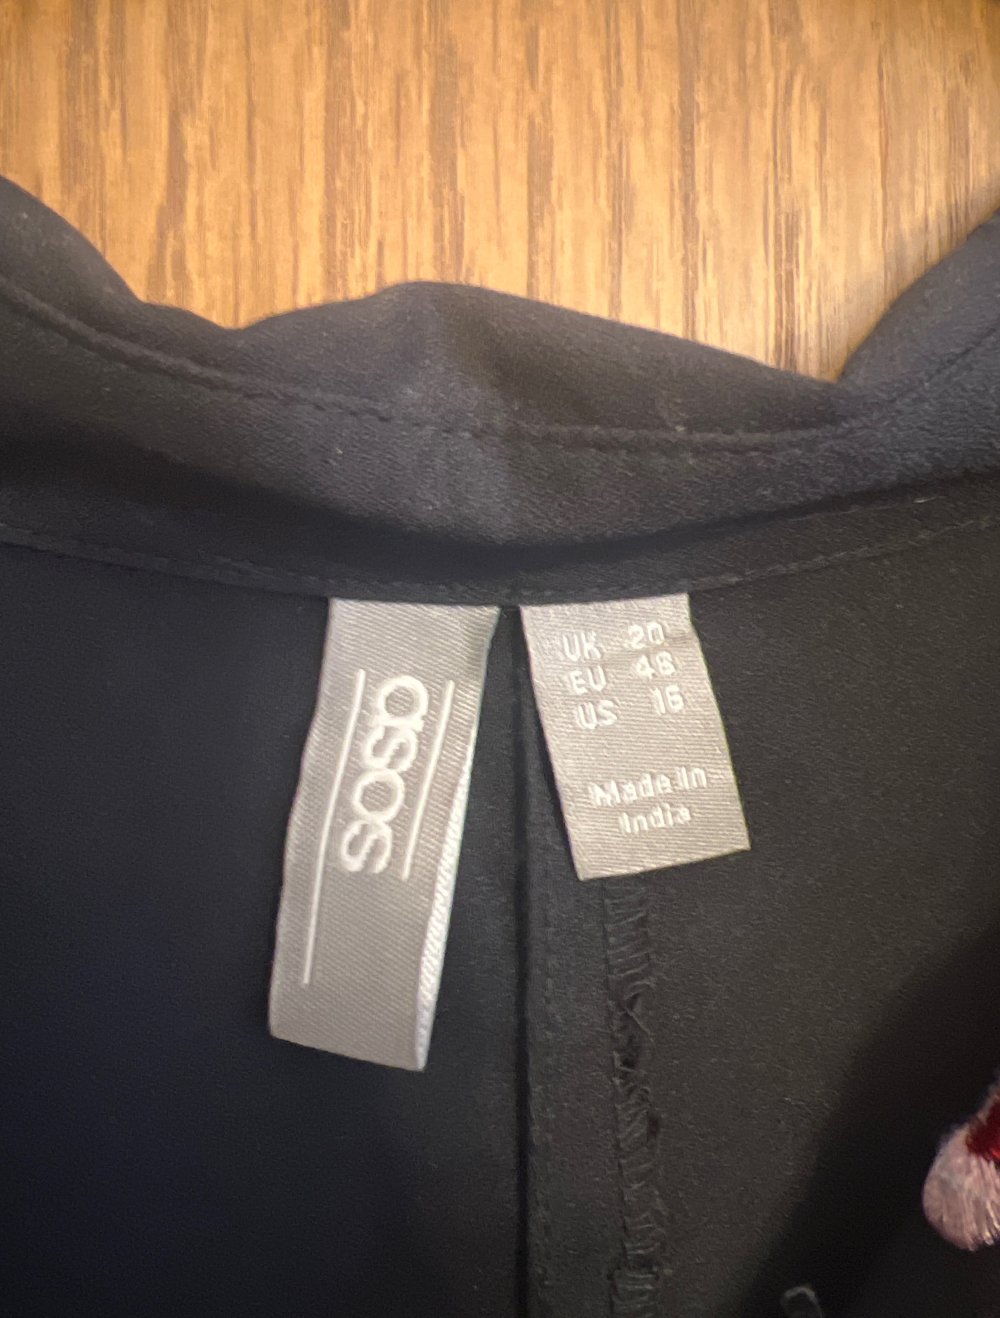 asos
UK 20
EU 48
US 16
Made In
India